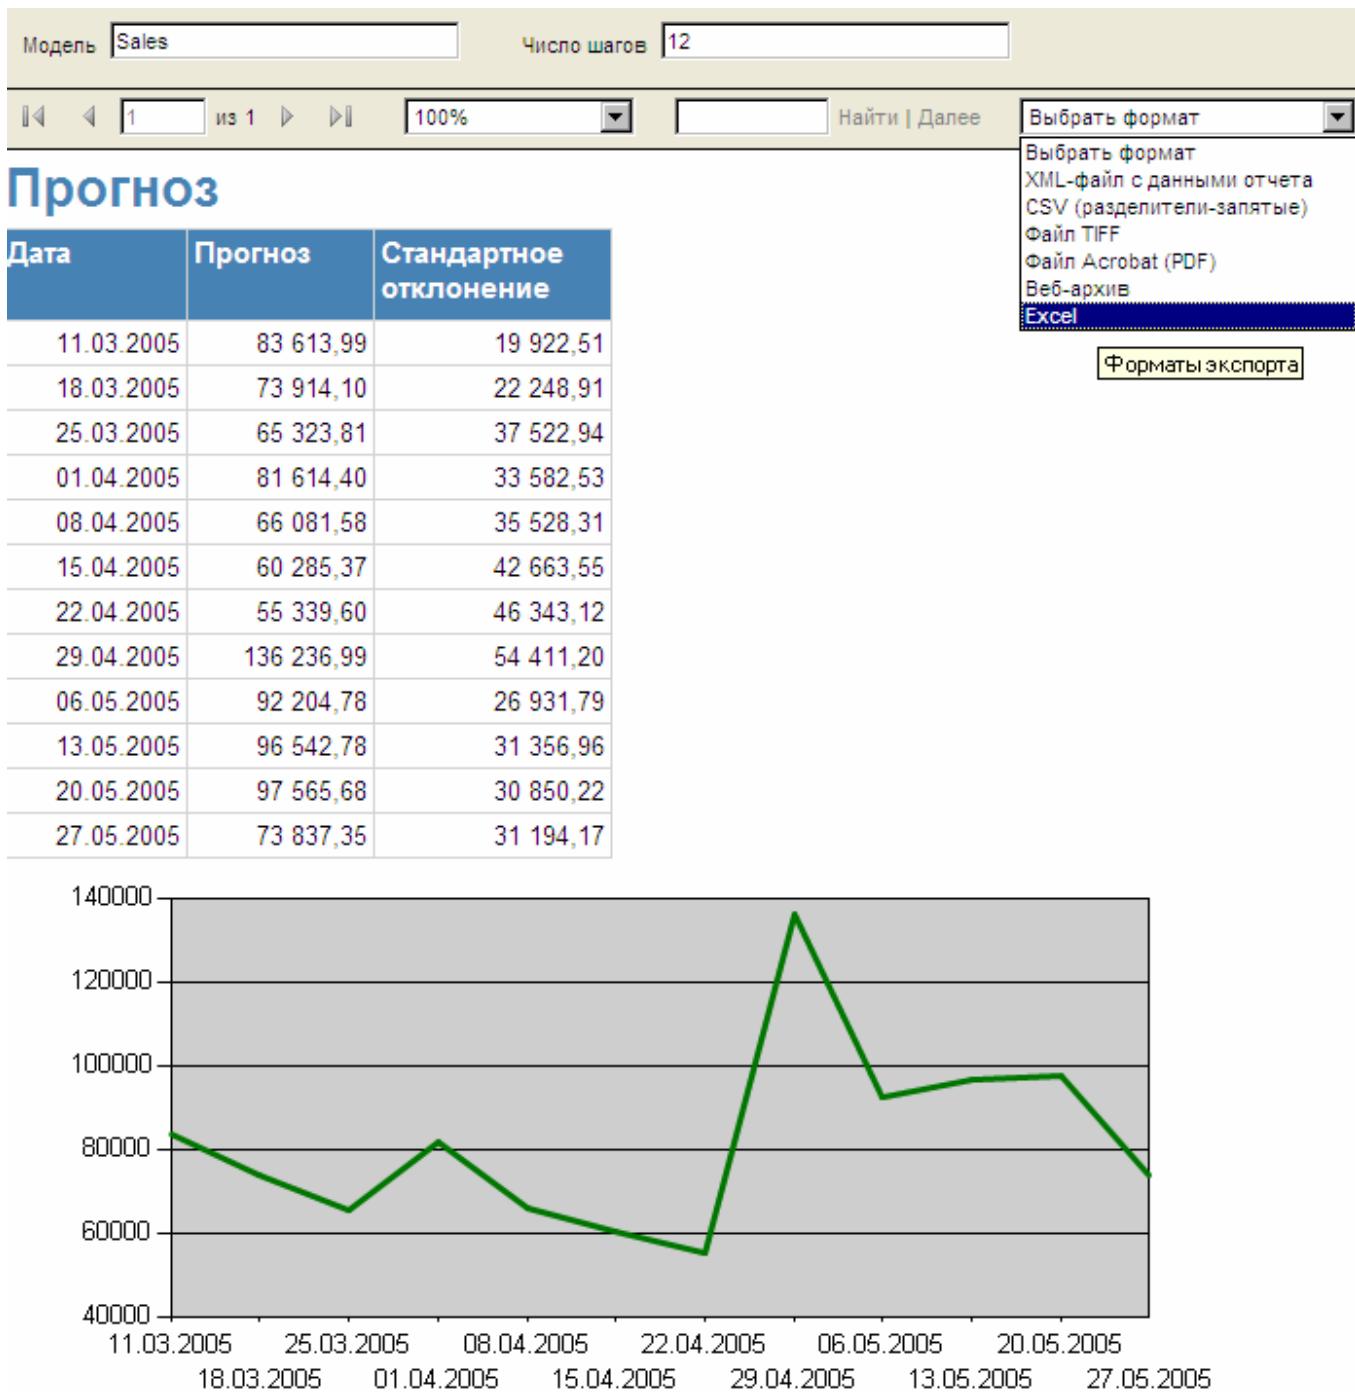 Модель Sales Число шагов 12
1 из 1 100% Найти | Далее Выбрать формат
Выбрать формат
XML-файл с данными отчета
CSV (разделители-запятые)
Файл TIFF
Файл Acrobat (PDF)
Веб-архив
Excel
Форматы экспорта
Прогноз
Дата Прогноз Стандартное отклонение
11.03.2005 83 613,99 19 922,51
18.03.2005 73 914,10 22 248,91
25.03.2005 65 323,81 37 522,94
01.04.2005 81 614,40 33 582,53
08.04.2005 66 081,58 35 528,31
15.04.2005 60 285,37 42 663,55
22.04.2005 55 339,60 46 343,12
29.04.2005 136 236,99 54 411,20
06.05.2005 92 204,78 26 931,79
13.05.2005 96 542,78 31 356,96
20.05.2005 97 565,68 30 850,22
27.05.2005 73 837,35 31 194,17
140000
120000
100000
80000
60000
40000
11.03.2005 25.03.2005 08.04.2005 22.04.2005 06.05.2005 20.05.2005
18.03.2005 01.04.2005 15.04.2005 29.04.2005 13.05.2005 27.05.2005